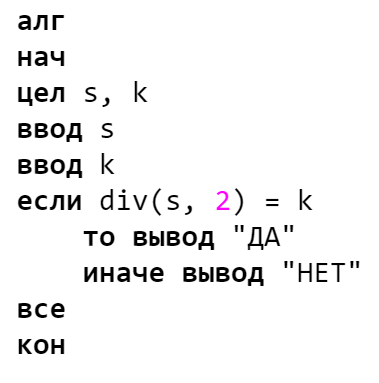 алг
нач
цел s, k
ввод s
ввод k
если div(s, 2) = k
то вывод "ДА"
иначе вывод "НЕТ"
все
кон